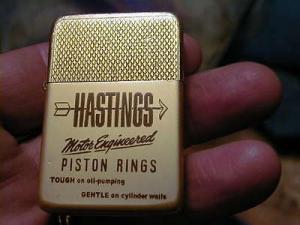 HASTINGS
Motor Engineered
PISTON RINGS
TOUGH on oil-pumping
GENTLE on cylinder walls